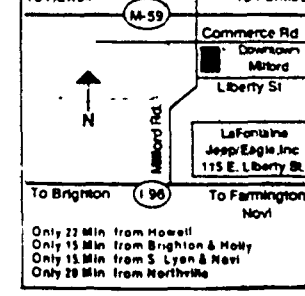 M-59
Commerce Rd
Downtown
Milford
Liberty St
N
Milford Rd.
LaFontaine
Jeep/Eagle, Inc
115 E. Liberty St.
To Brighton
I 96
To Farmington
Novi
Only 22 Min from Howell
Only 15 Min from Brighton & Holly
Only 15 Min from S. Lyon & Novi
Only 20 Min from Northville